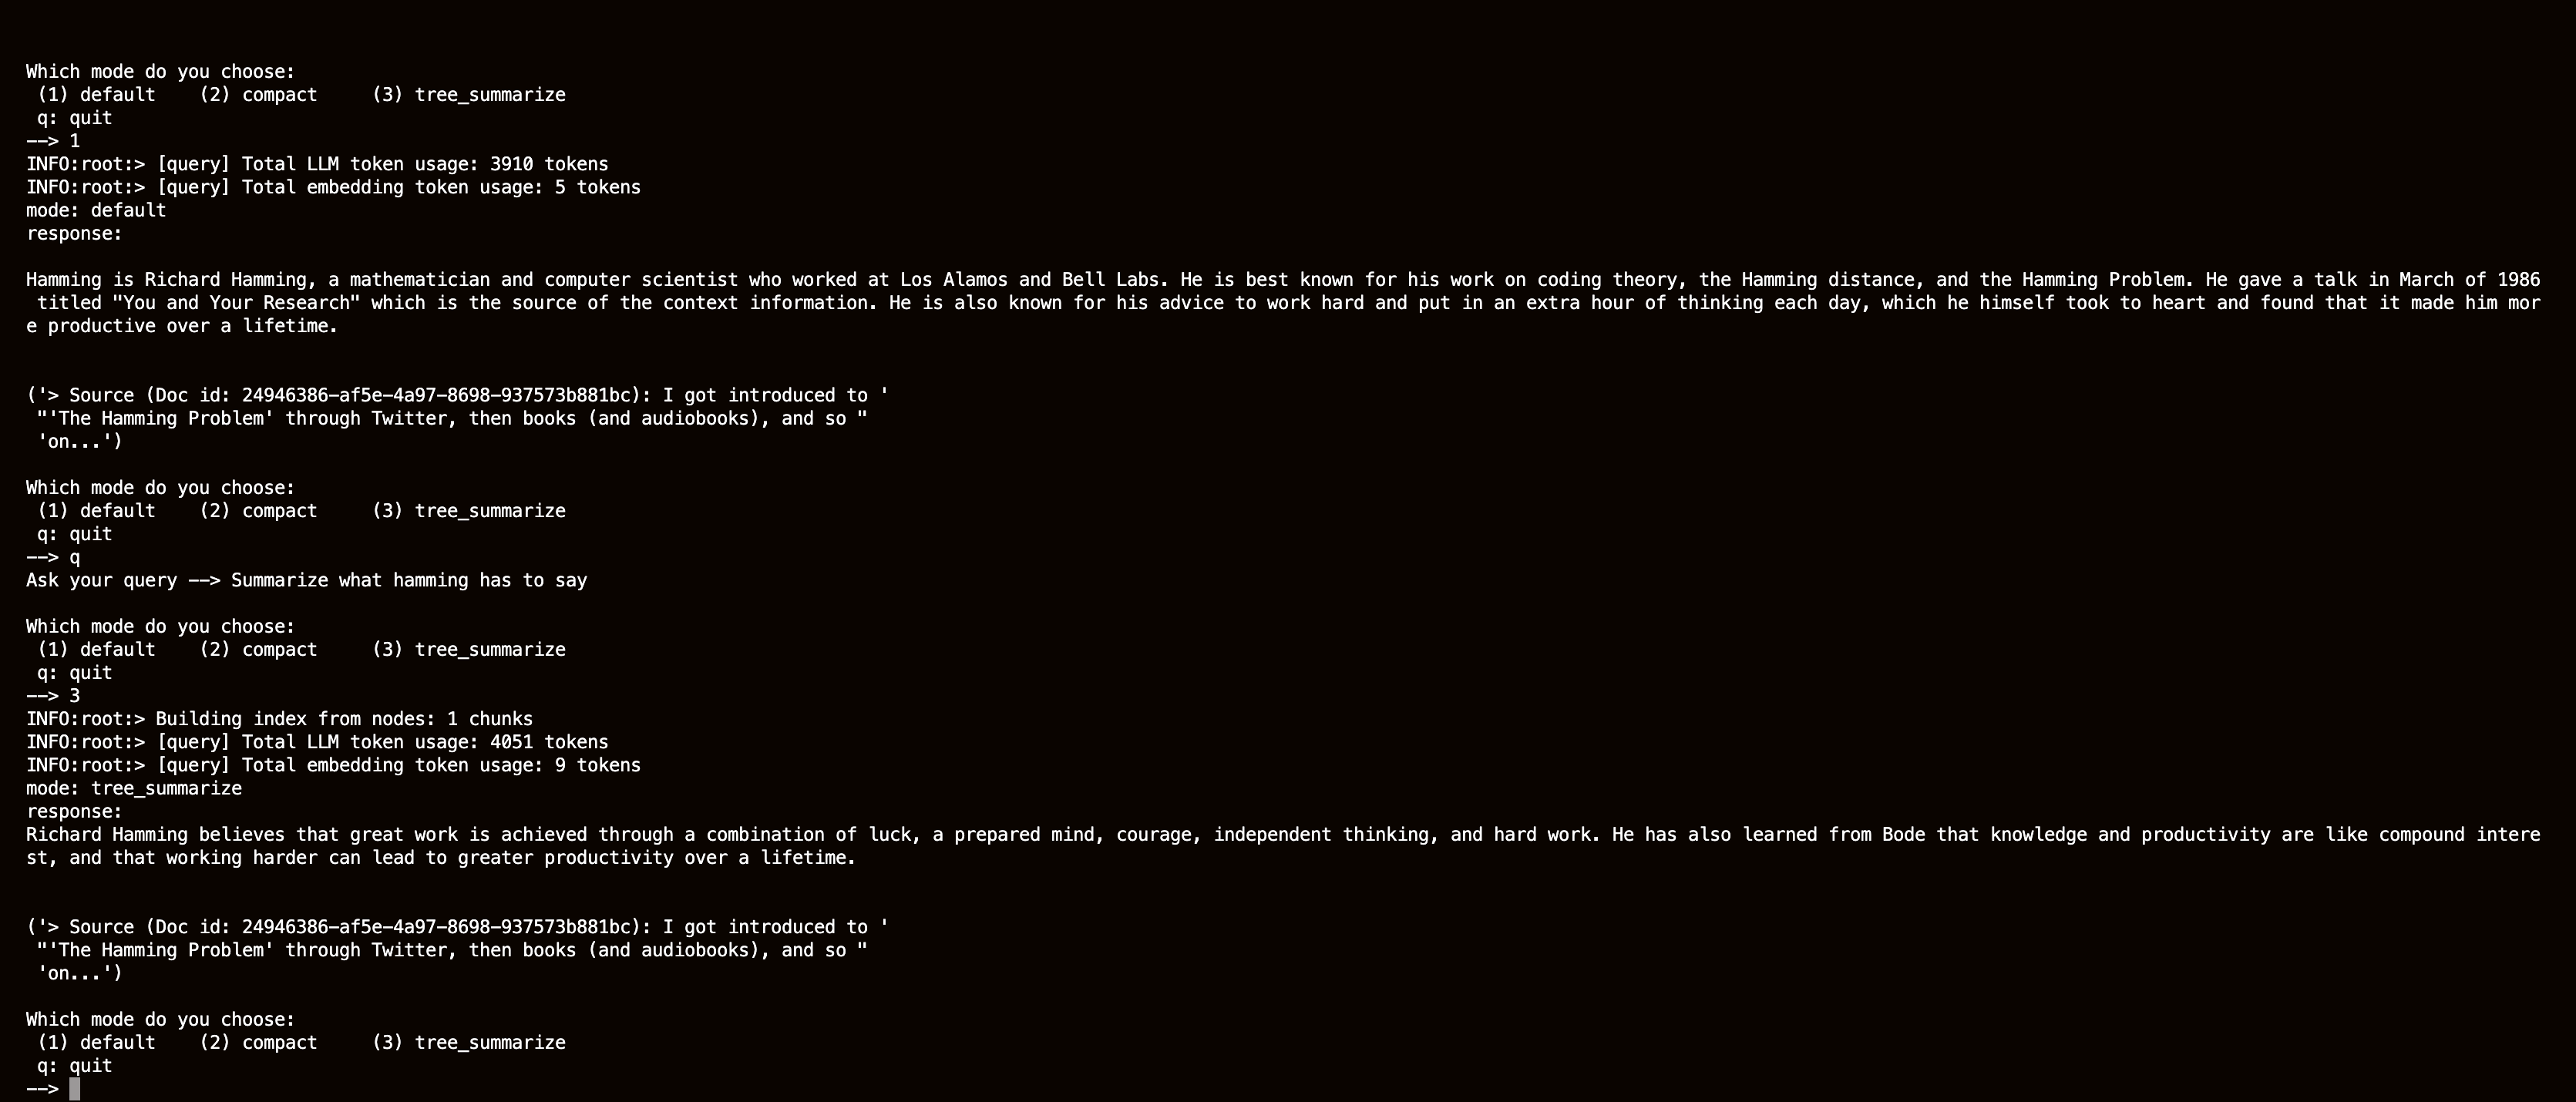 Which mode do you choose:
 (1) default    (2) compact     (3) tree_summarize
 q: quit
--> 1
INFO:root:> [query] Total LLM token usage: 3910 tokens
INFO:root:> [query] Total embedding token usage: 5 tokens
mode: default
response:

Hamming is Richard Hamming, a mathematician and computer scientist who worked at Los Alamos and Bell Labs. He is best known for his work on coding theory, the Hamming distance, and the Hamming Problem. He gave a talk in March of 1986
 titled "You and Your Research" which is the source of the context information. He is also known for his advice to work hard and put in an extra hour of thinking each day, which he himself took to heart and found that it made him mor
e productive over a lifetime.

('> Source (Doc id: 24946386-af5e-4a97-8698-937573b881bc): I got introduced to '
 "'The Hamming Problem' through Twitter, then books (and audiobooks), and so "
 'on...')

Which mode do you choose:
 (1) default    (2) compact     (3) tree_summarize
 q: quit
--> q
Ask your query --> Summarize what hamming has to say

Which mode do you choose:
 (1) default    (2) compact     (3) tree_summarize
 q: quit
--> 3
INFO:root:> Building index from nodes: 1 chunks
INFO:root:> [query] Total LLM token usage: 4051 tokens
INFO:root:> [query] Total embedding token usage: 9 tokens
mode: tree_summarize
response:
Richard Hamming believes that great work is achieved through a combination of luck, a prepared mind, courage, independent thinking, and hard work. He has also learned from Bode that knowledge and productivity are like compound intere
st, and that working harder can lead to greater productivity over a lifetime.

('> Source (Doc id: 24946386-af5e-4a97-8698-937573b881bc): I got introduced to '
 "'The Hamming Problem' through Twitter, then books (and audiobooks), and so "
 'on...')

Which mode do you choose:
 (1) default    (2) compact     (3) tree_summarize
 q: quit
-->